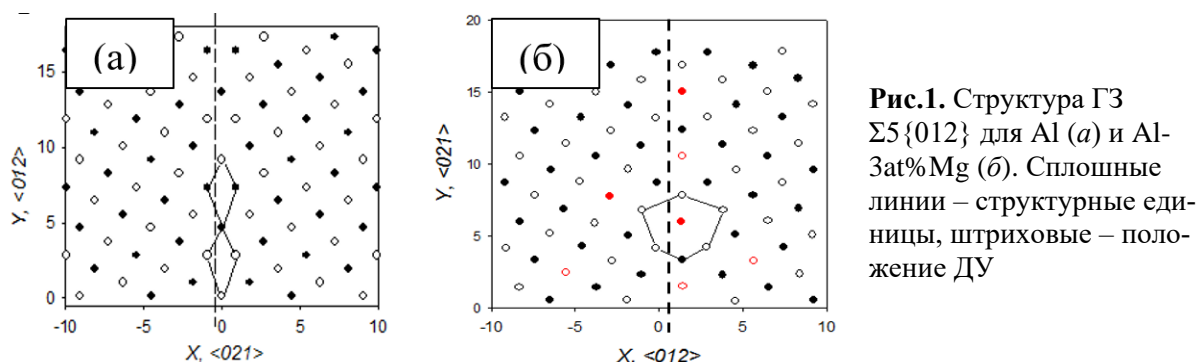 (а)
15
10
5
0
-10
-5
0
5
10
Y, <012>
X, <021>
(б)
20
15
10
5
0
-10
-5
0
5
10
Y, <021>
X, <012>
Рис.1. Структура ГЗ
Σ5{012} для Al (а) и Al-
3at%Mg (б). Сплошные
линии – структурные еди-
ницы, штриховые – поло-
жение ДУ